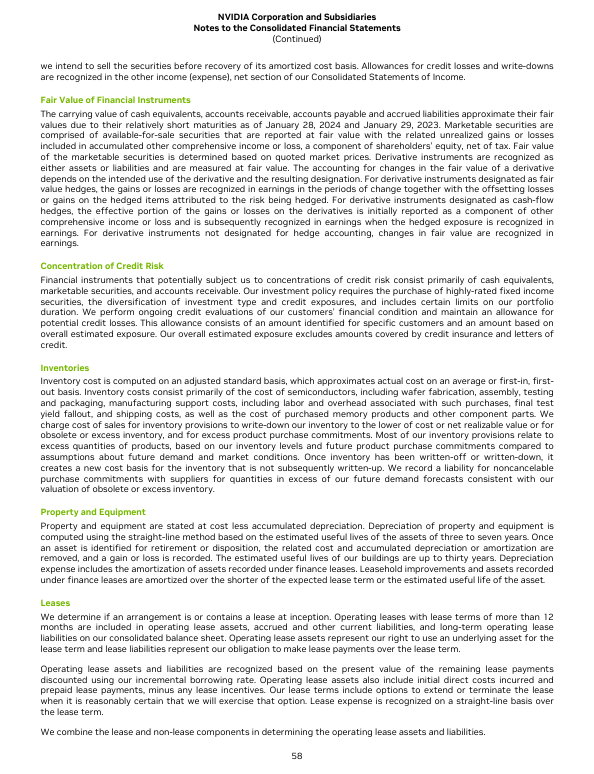 NVIDIA Corporation and Subsidiaries
Notes to the Consolidated Financial Statements
(Continued)
we intend to sell the securities before recovery of its amortized cost basis. Allowances for credit losses and write-downs
are recognized in the other income (expense), net section of our Consolidated Statements of Income.
Fair Value of Financial Instruments
The carrying value of cash equivalents, accounts receivable, accounts payable and accrued liabilities approximate their fair
values due to their relatively short maturities as of January 28, 2024 and January 29, 2023. Marketable securities are
comprised of available-for-sale securities that are reported at fair value with the related unrealized gains or losses
included in accumulated other comprehensive income or loss, a component of shareholders' equity, net of tax. Fair value
of the marketable securities is determined based on quoted market prices. Derivative instruments are recognized as
either assets or liabilities and are measured at fair value. The accounting for changes in the fair value of a derivative
depends on the intended use of the derivative and the resulting designation. For derivative instruments designated as fair
value hedges, the gains or losses are recognized in earnings in the periods of change together with the offsetting losses
or gains on the hedged items attributed to the risk being hedged. For derivative instruments designated as cash-flow
hedges, the effective portion of the gains or losses on the derivatives is initially reported as a component of other
comprehensive income or loss and is subsequently recognized in earnings when the hedged exposure is recognized in
earnings. For derivative instruments not designated for hedge accounting, changes in fair value are recognized in
earnings.
Concentration of Credit Risk
Financial instruments that potentially subject us to concentrations of credit risk consist primarily of cash equivalents,
marketable securities, and accounts receivable. Our investment policy requires the purchase of highly-rated fixed income
securities, the diversification of investment type and credit exposures, and includes certain limits on our portfolio
duration. We perform ongoing credit evaluations of our customers' financial condition and maintain an allowance for
potential credit losses. This allowance consists of an amount identified for specific customers and an amount based on
overall estimated exposure. Our overall estimated exposure excludes amounts covered by credit insurance and letters of
credit.
Inventories
Inventory cost is computed on an adjusted standard basis, which approximates actual cost on an average or first-in, first-
out basis. Inventory costs consist primarily of the cost of semiconductors, including wafer fabrication, assembly, testing
and packaging, manufacturing support costs, including labor and overhead associated with such purchases, final test
yield fallout, and shipping costs, as well as the cost of purchased memory products and other component parts. We
charge cost of sales for inventory provisions to write-down our inventory to the lower of cost or net realizable value or for
obsolete or excess inventory, and for excess product purchase commitments. Most of our inventory provisions relate to
excess quantities of products, based on our inventory levels and future product purchase commitments compared to
assumptions about future demand and market conditions. Once inventory has been written-off or written-down, it
creates a new cost basis for the inventory that is not subsequently written-up. We record a liability for noncancelable
purchase commitments with suppliers for quantities in excess of our future demand forecasts consistent with our
valuation of obsolete or excess inventory.
Property and Equipment
Property and equipment are stated at cost less accumulated depreciation. Depreciation of property and equipment is
computed using the straight-line method based on the estimated useful lives of the assets of three to seven years. Once
an asset is identified for retirement or disposition, the related cost and accumulated depreciation or amortization are
removed, and a gain or loss is recorded. The estimated useful lives of our buildings are up to thirty years. Depreciation
expense includes the amortization of assets recorded under finance leases. Leasehold improvements and assets recorded
under finance leases are amortized over the shorter of the expected lease term or the estimated useful life of the asset.
Leases
We determine if an arrangement is or contains a lease at inception. Operating leases with lease terms of more than 12
months are included in operating lease assets, accrued and other current liabilities, and long-term operating lease
liabilities on our consolidated balance sheet. Operating lease assets represent our right to use an underlying asset for the
lease term and lease liabilities represent our obligation to make lease payments over the lease term.
Operating lease assets and liabilities are recognized based on the present value of the remaining lease payments
discounted using our incremental borrowing rate. Operating lease assets also include initial direct costs incurred and
prepaid lease payments, minus any lease incentives. Our lease terms include options to extend or terminate the lease
when it is reasonably certain that we will exercise that option. Lease expense is recognized on a straight-line basis over
the lease term.
We combine the lease and non-lease components in determining the operating lease assets and liabilities.
58